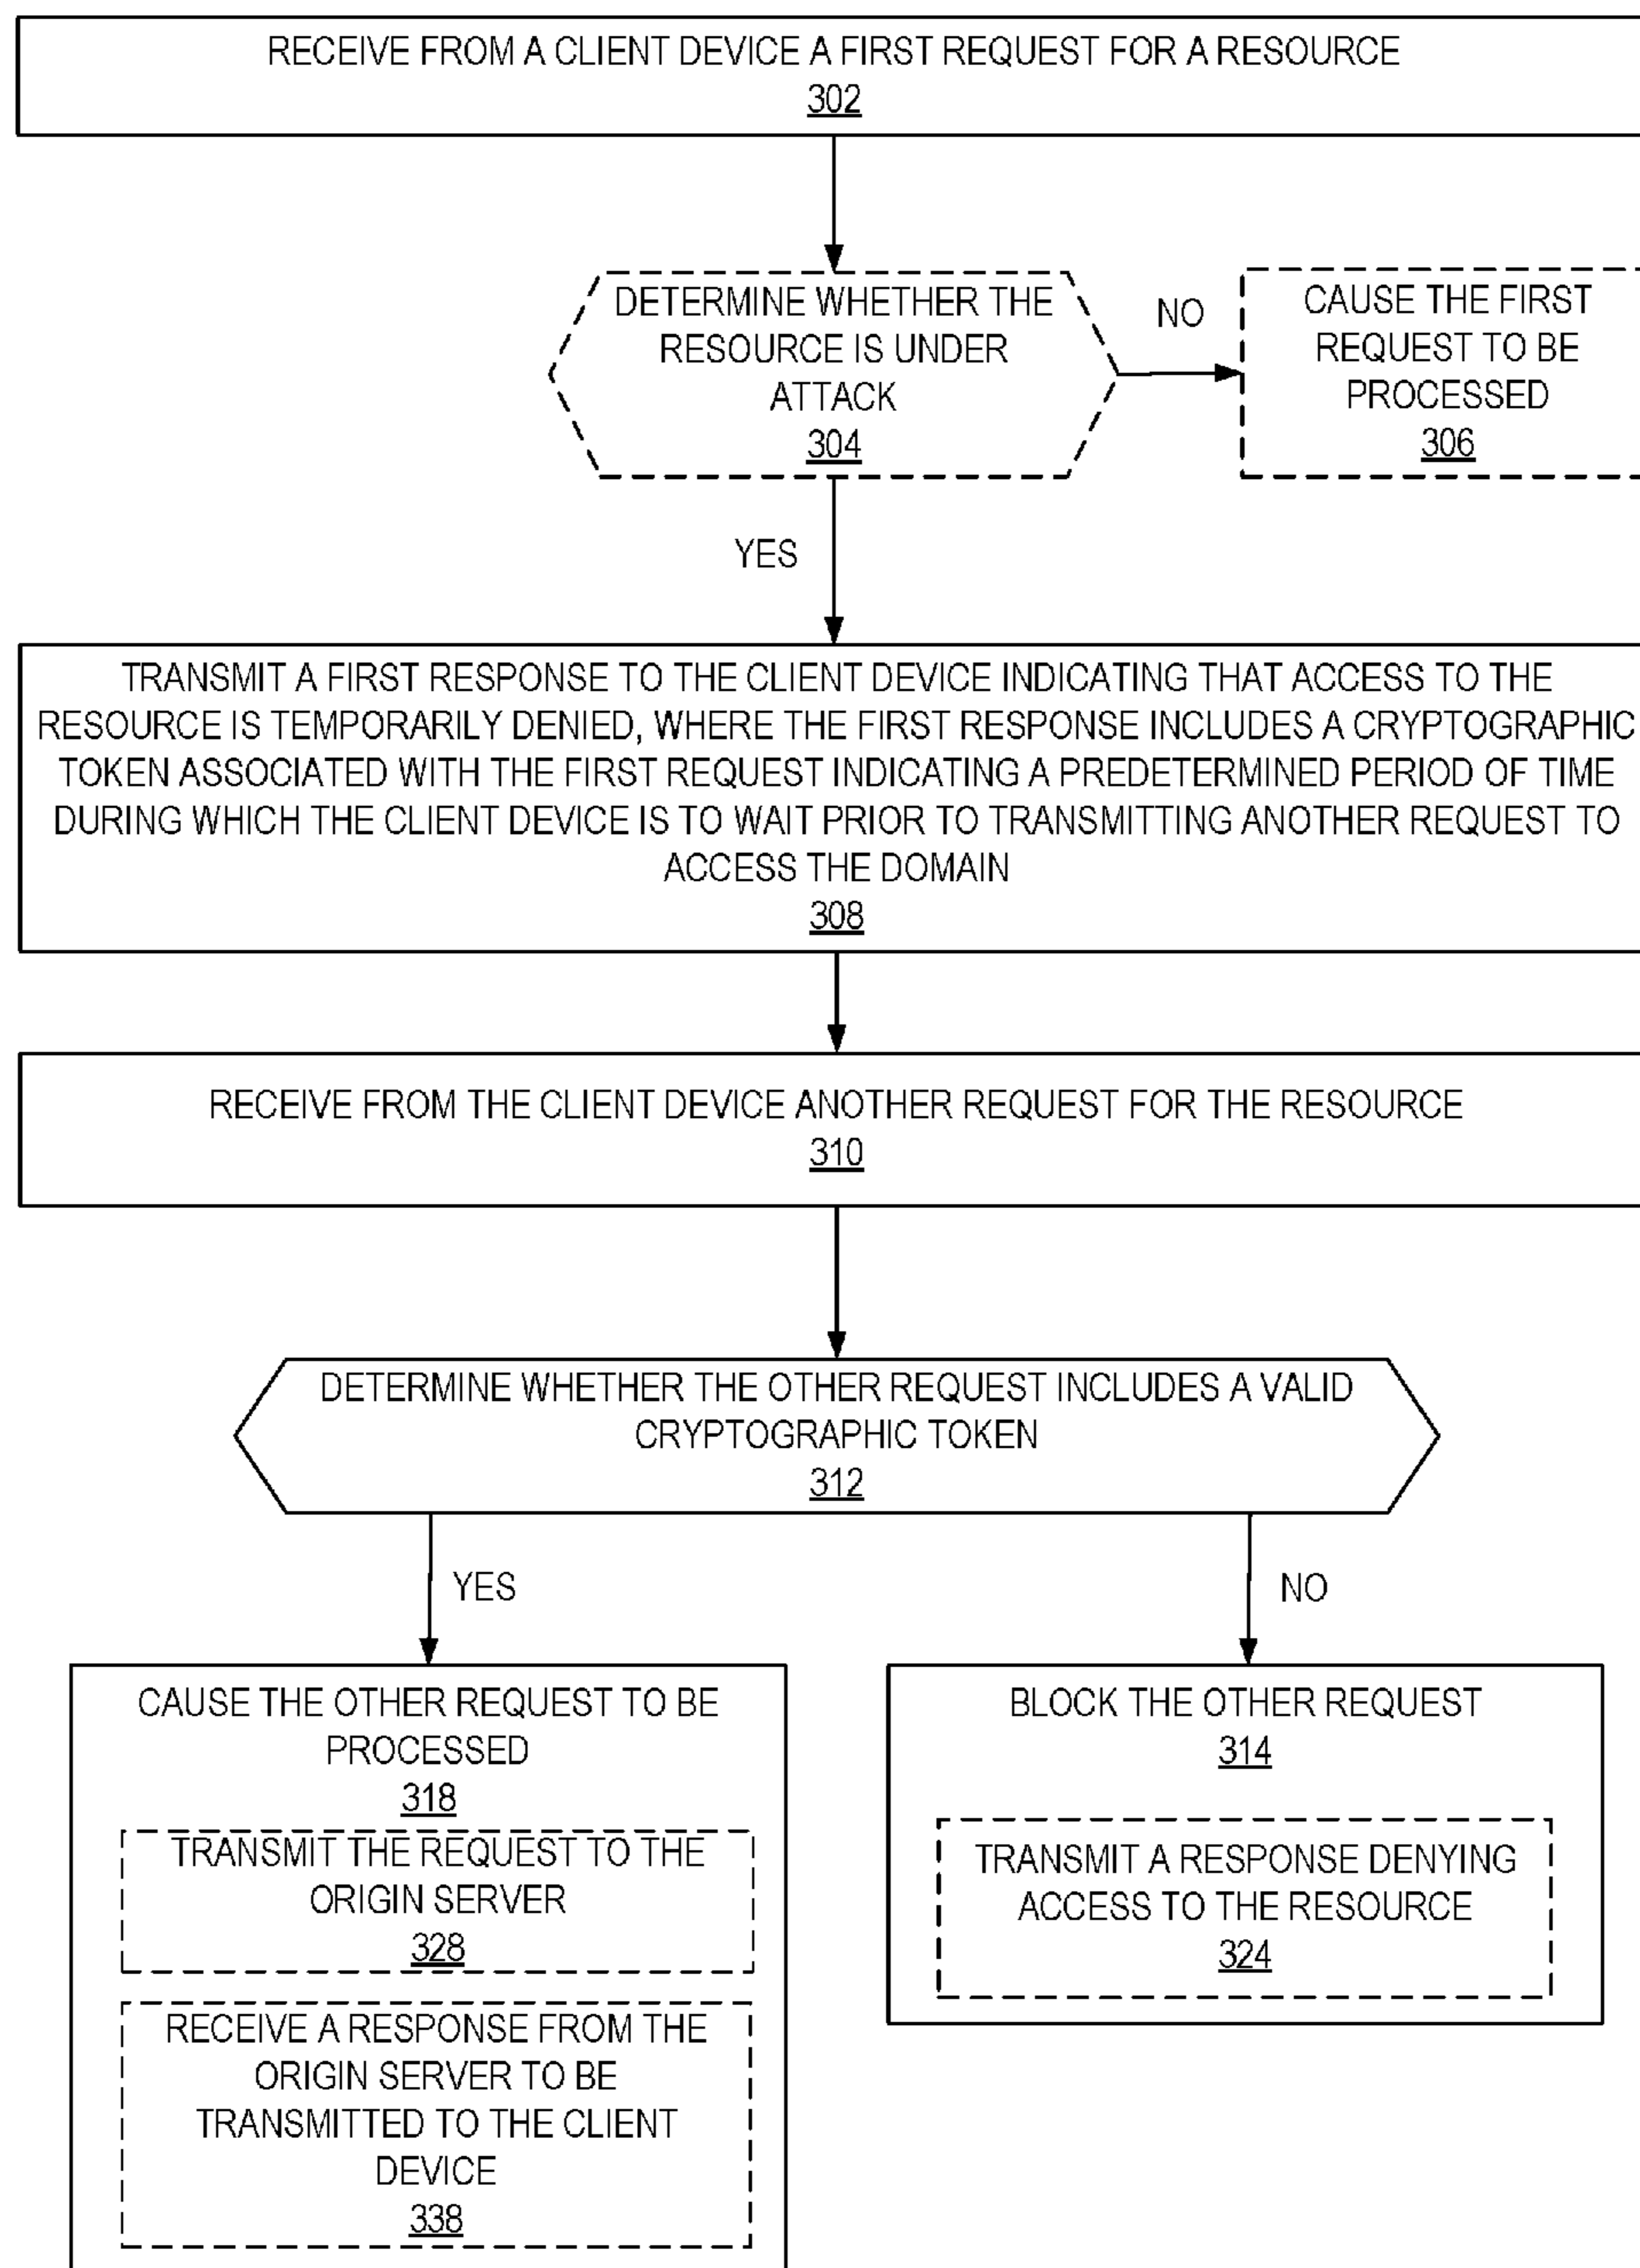 RECEIVE FROM A CLIENT DEVICE A FIRST REQUEST FOR A RESOURCE
302
DETERMINE WHETHER THE
RESOURCE IS UNDER
ATTACK
304
NO
CAUSE THE FIRST
REQUEST TO BE
PROCESSED
306
YES
TRANSMIT A FIRST RESPONSE TO THE CLIENT DEVICE INDICATING THAT ACCESS TO THE
RESOURCE IS TEMPORARILY DENIED, WHERE THE FIRST RESPONSE INCLUDES A CRYPTOGRAPHIC
TOKEN ASSOCIATED WITH THE FIRST REQUEST INDICATING A PREDETERMINED PERIOD OF TIME
DURING WHICH THE CLIENT DEVICE IS TO WAIT PRIOR TO TRANSMITTING ANOTHER REQUEST TO
ACCESS THE DOMAIN
308
RECEIVE FROM THE CLIENT DEVICE ANOTHER REQUEST FOR THE RESOURCE
310
DETERMINE WHETHER THE OTHER REQUEST INCLUDES A VALID
CRYPTOGRAPHIC TOKEN
312
YES
NO
CAUSE THE OTHER REQUEST TO BE
PROCESSED
318
TRANSMIT THE REQUEST TO THE
ORIGIN SERVER
328
RECEIVE A RESPONSE FROM THE
ORIGIN SERVER TO BE
TRANSMITTED TO THE CLIENT
DEVICE
338
BLOCK THE OTHER REQUEST
314
TRANSMIT A RESPONSE DENYING
ACCESS TO THE RESOURCE
324